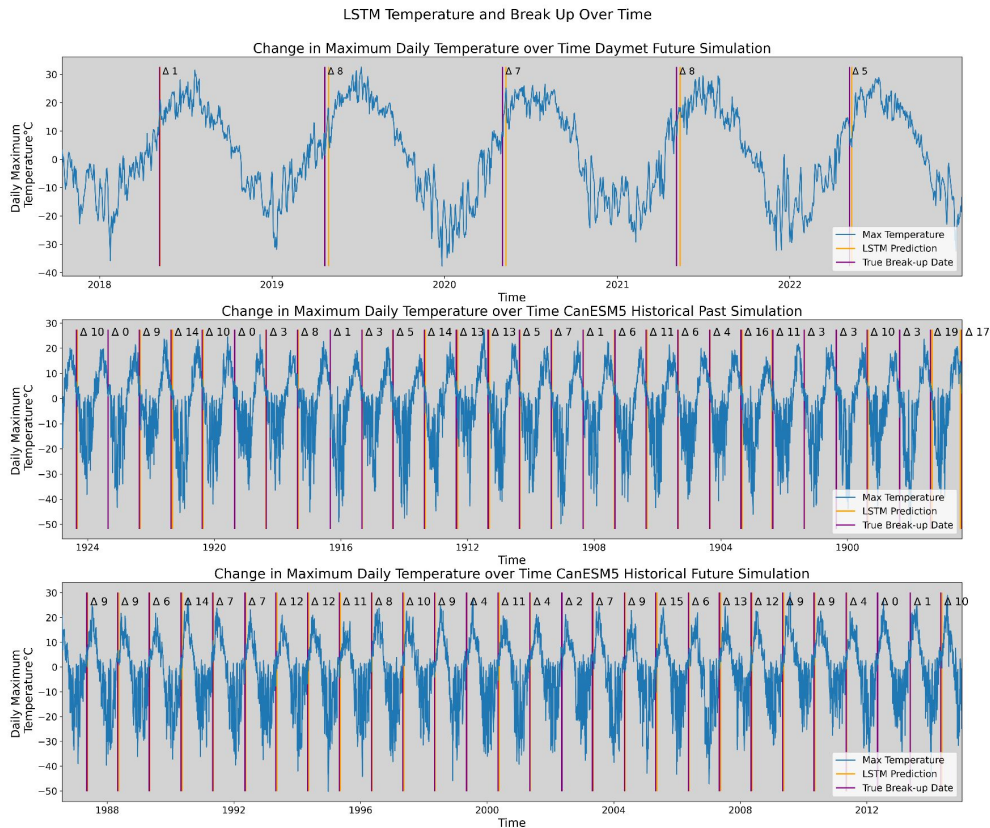 LSTM Temperature and Break Up Over Time
Change in Maximum Daily Temperature over Time Daymet Future Simulation
Δ 1 Δ 8 Δ 7 Δ 8 Δ 5
30
20
10
0
−10
−20
−30
−40
Daily Maximum
Temperature°C
Max Temperature
LSTM Prediction
True Break-up Date
2018 2019 2020 2021 2022
Time
Change in Maximum Daily Temperature over Time CanESM5 Historical Past Simulation
Δ 10 Δ 0 Δ 9 Δ 14 Δ 10 Δ 0 Δ 3 Δ 8 Δ 1 Δ 3 Δ 5 Δ 14 Δ 13 Δ 13 Δ 5 Δ 7 Δ 1 Δ 6 Δ 11 Δ 6 Δ 4 Δ 16 Δ 11 Δ 3 Δ 3 Δ 10 Δ 3 Δ 19 Δ 17
30
20
10
0
−10
−20
−30
−40
−50
Daily Maximum
Temperature°C
Max Temperature
LSTM Prediction
True Break-up Date
1924 1920 1916 1912 1908 1904 1900
Time
Change in Maximum Daily Temperature over Time CanESM5 Historical Future Simulation
Δ 9 Δ 9 Δ 6 Δ 14 Δ 7 Δ 7 Δ 12 Δ 12 Δ 11 Δ 8 Δ 10 Δ 9 Δ 4 Δ 11 Δ 4 Δ 2 Δ 7 Δ 9 Δ 15 Δ 6 Δ 13 Δ 12 Δ 9 Δ 9 Δ 4 Δ 0 Δ 1 Δ 10
30
20
10
0
−10
−20
−30
−40
−50
Daily Maximum
Temperature°C
Max Temperature
LSTM Prediction
True Break-up Date
1988 1992 1996 2000 2004 2008 2012
Time